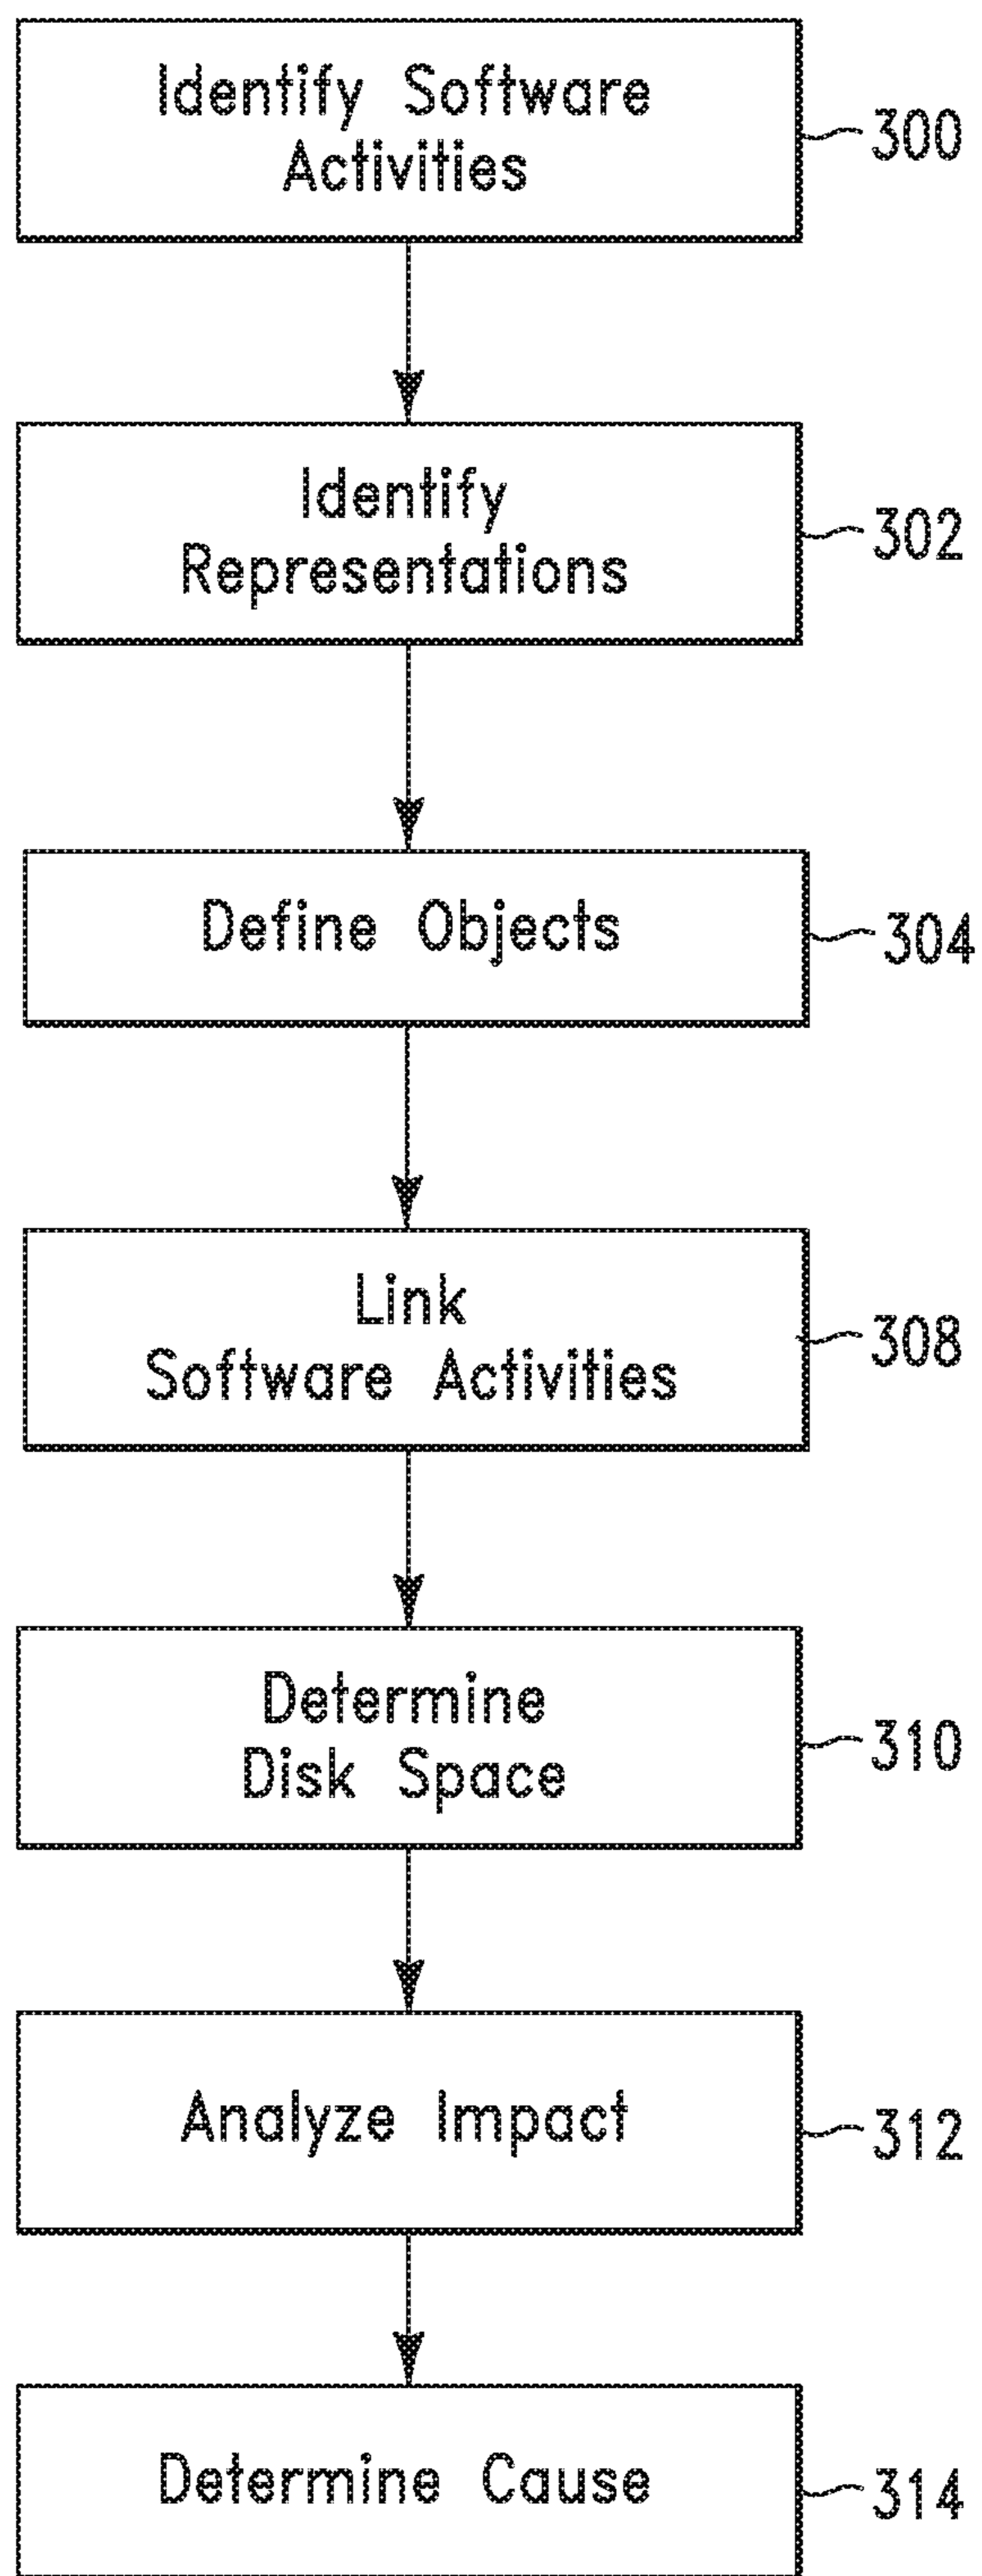 Identify Software
Activities
300
Identify
Representations
302
Define Objects
304
Link
Software Activities
308
Determine
Disk Space
310
Analyze Impact
312
Determine Cause
314